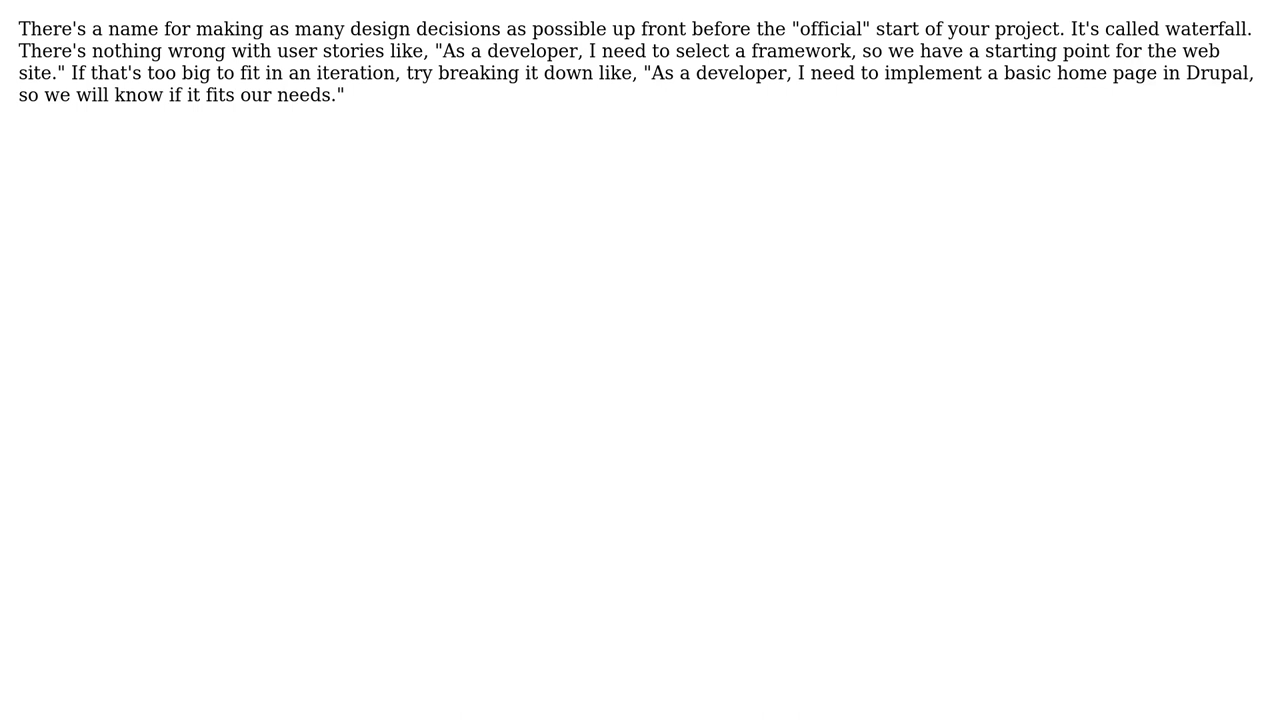 There's a name for making as many design decisions as possible up front before the "official" start of your project. It's called waterfall.
There's nothing wrong with user stories like, "As a developer, I need to select a framework, so we have a starting point for the web
site." If that's too big to fit in an iteration, try breaking it down like, "As a developer, I need to implement a basic home page in Drupal,
so we will know if it fits our needs."